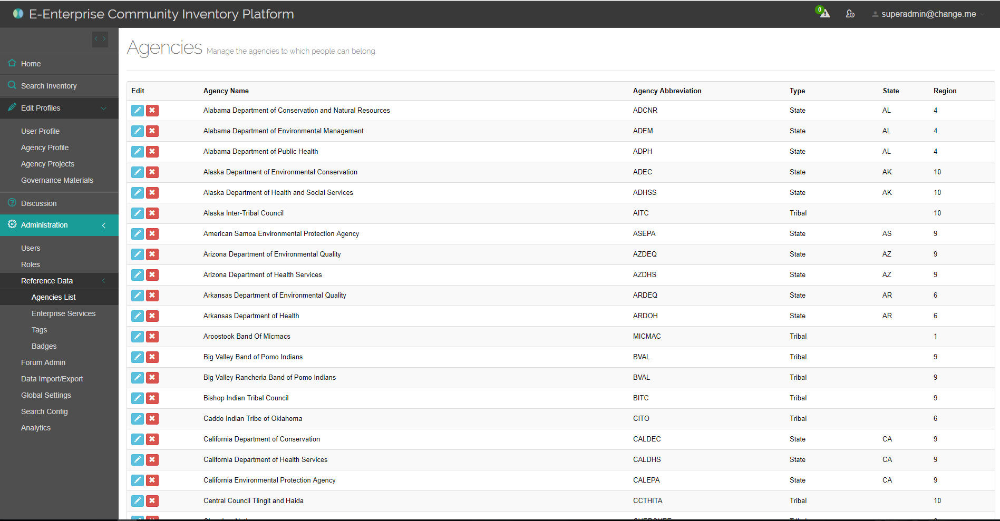 E-Enterprise Community Inventory Platform
0
superadmin@change.me
Home
Search Inventory
Edit Profiles
User Profile
Agency Profile
Agency Projects
Governance Materials
Discussion
Administration
Users
Roles
Reference Data
Agencies List
Enterprise Services
Tags
Badges
Forum Admin
Data Import/Export
Global Settings
Search Config
Analytics
Agencies Manage the agencies to which people can belong.
Edit Agency Name Agency Abbreviation Type State Region
Alabama Department of Conservation and Natural Resources ADCNR State AL 4
Alabama Department of Environmental Management ADEM State AL 4
Alabama Department of Public Health ADPH State AL 4
Alaska Department of Environmental Conservation ADEC State AK 10
Alaska Department of Health and Social Services ADHSS State AK 10
Alaska Inter-Tribal Council AITC Tribal 10
American Samoa Environmental Protection Agency ASEPA State AS 9
Arizona Department of Environmental Quality AZDEQ State AZ 9
Arizona Department of Health Services AZDHS State AZ 9
Arkansas Department of Environmental Quality ARDEQ State AR 6
Arkansas Department of Health ARDOH State AR 6
Aroostook Band Of Micmacs MICMAC Tribal 1
Big Valley Band of Pomo Indians BVAL Tribal 9
Big Valley Rancheria Band of Pomo Indians BVAL Tribal 9
Bishop Indian Tribal Council BITC Tribal 9
Caddo Indian Tribe of Oklahoma CITO Tribal 6
California Department of Conservation CALDEC State CA 9
California Department of Health Services CALDHS State CA 9
California Environmental Protection Agency CALEPA State CA 9
Central Council Tlingit and Haida CCTHITA Tribal 10